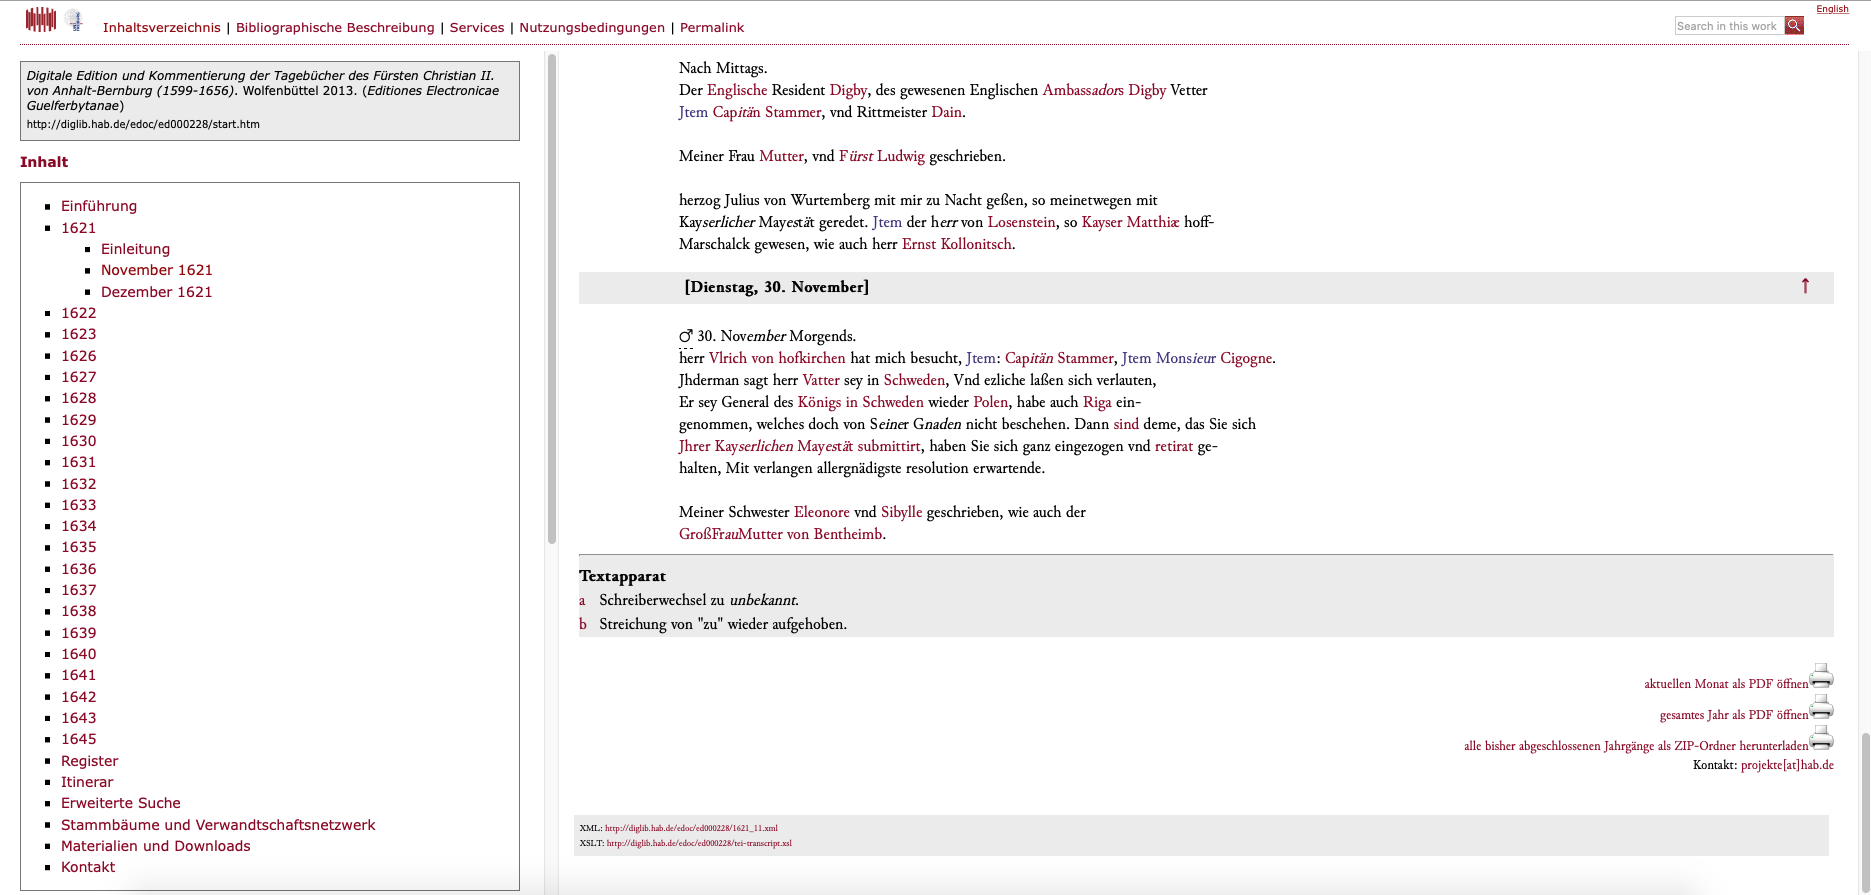 English
Inhaltsverzeichnis | Bibliographische Beschreibung | Services | Nutzungsbedingungen | Permalink
Search in this work
Digitale Edition und Kommentierung der Tagebücher des Fürsten Christian II.
von Anhalt-Bernburg (1599-1656). Wolfenbüttel 2013. (Editiones Electronicae
Guelferbytanae)
http://diglib.hab.de/edoc/ed000228/start.htm
Inhalt
Einführung
1621
Einleitung
November 1621
Dezember 1621
1622
1623
1626
1627
1628
1629
1630
1631
1632
1633
1634
1635
1636
1637
1638
1639
1640
1641
1642
1643
1645
Register
Itinerar
Erweiterte Suche
Stammbäume und Verwandtschaftsnetzwerk
Materialien und Downloads
Kontakt
Nach Mittags.
Der Englische Resident Digby, des gewesenen Englischen Ambassadors Digby Vetter
Jtem Capitän Stammer, vnd Rittmeister Dain.
Meiner Frau Mutter, vnd Fürst Ludwig geschrieben.
herzog Julius von Wurtemberg mit mir zu Nacht geßen, so meinetwegen mit
Kayserlicher Mayestät geredet. Jtem der herr von Losenstein, so Kayser Matthiæ hoff-
Marschalck gewesen, wie auch herr Ernst Kollonitsch.
[Dienstag, 30. November] ↑
♂ 30. November Morgends.
herr Vlrich von hofkirchen hat mich besucht, Jtem: Capitän Stammer, Jtem Monsieur Cigogne.
Jhderman sagt herr Vatter sey in Schweden, Vnd ezliche laßen sich verlauten,
Er sey General des Königs in Schweden wieder Polen, habe auch Riga ein-
genommen, welches doch von Seiner Gnaden nicht beschehen. Dann sind deme, das Sie sich
Jhrer Kayserlichen Mayestät submittirt, haben Sie sich ganz eingezogen vnd retirat ge-
halten, Mit verlangen allergnädigste resolution erwartende.
Meiner Schwester Eleonore vnd Sibylle geschrieben, wie auch der
GroßFrauMutter von Bentheimb.
Textapparat
a Schreiberwechsel zu unbekannt.
b Streichung von "zu" wieder aufgehoben.
aktuellen Monat als PDF öffnen
gesamtes Jahr als PDF öffnen
alle bisher abgeschlossenen Jahrgänge als ZIP-Ordner herunterladen
Kontakt: projekte[at]hab.de
XML: http://diglib.hab.de/edoc/ed000228/1621_11.xml
XSLT: http://diglib.hab.de/edoc/ed000228/tei-transcript.xsl